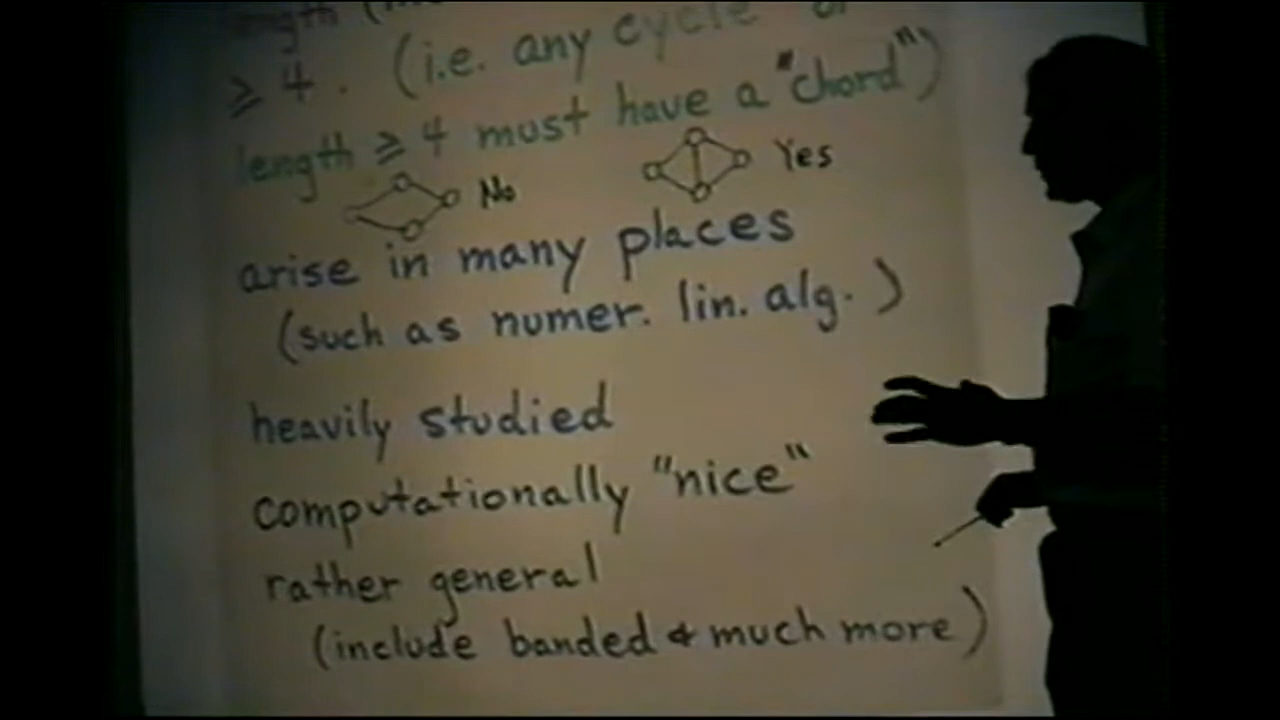 length
≥ 4. (i.e. any cycle of
length ≥ 4 must have a "chord")
No
Yes
arise in many places
(such as numer. lin. alg.)
heavily studied
computationally "nice"
rather general
(include banded & much more)